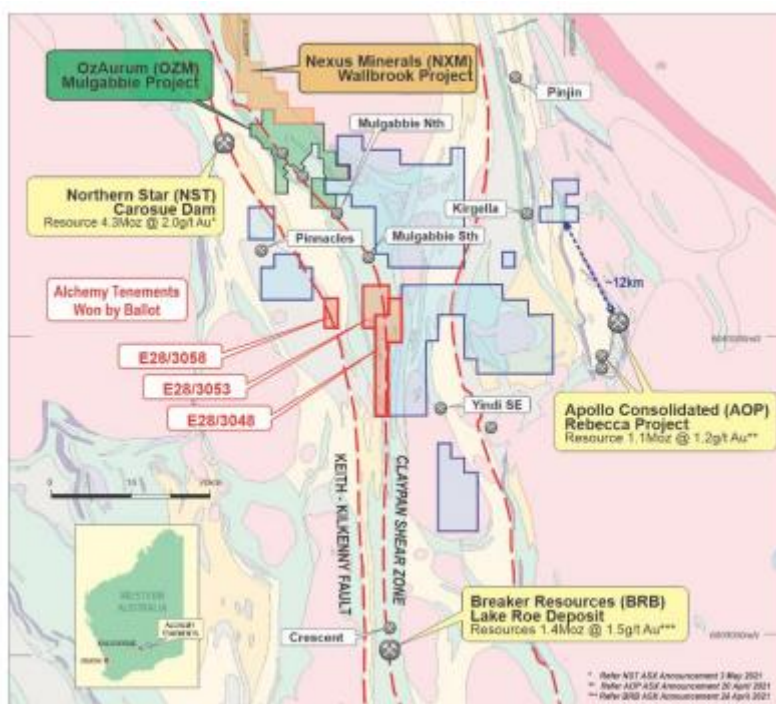 OzAurum (OZM)
Mulgabbie Project
Nexus Minerals (NXM)
Wallbrook Project
Pinjin
Mulgabbie Nth
Northern Star (NST)
Carosue Dam
Resource 4.3Moz @ 2.0g/t Au*
Kirgella
Pinnacles
Mulgabbie Sth
~12km
Alchemy Tenements
Won by Ballot
E28/3058
E28/3053
E28/3048
Yindi SE
Apollo Consolidated (AOP)
Rebecca Project
Resource 1.1Moz @ 1.2g/t Au**
KEITH - KILKENNY FAULT
CLAYPAN SHEAR ZONE
WESTERN
AUSTRALIA
Crescent
Breaker Resources (BRB)
Lake Roe Deposit
Resources 1.4Moz @ 1.5g/t Au***
* Refer NST ASX Announcement 3 May 2021
** Refer AOP ASX Announcement 20 April 2021
*** Refer BRB ASX Announcement 26 April 2021